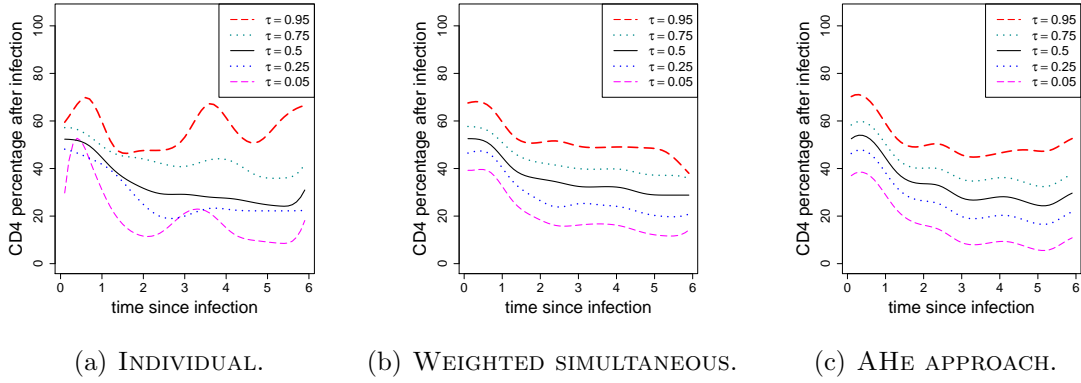 CD4 percentage after infection
100
80
60
40
20
0
τ = 0.95
τ = 0.75
τ = 0.5
τ = 0.25
τ = 0.05
0 1 2 3 4 5 6
time since infection
(a) INDIVIDUAL.
CD4 percentage after infection
100
80
60
40
20
0
τ = 0.95
τ = 0.75
τ = 0.5
τ = 0.25
τ = 0.05
0 1 2 3 4 5 6
time since infection
(b) WEIGHTED SIMULTANEOUS.
CD4 percentage after infection
100
80
60
40
20
0
τ = 0.95
τ = 0.75
τ = 0.5
τ = 0.25
τ = 0.05
0 1 2 3 4 5 6
time since infection
(c) AHE APPROACH.